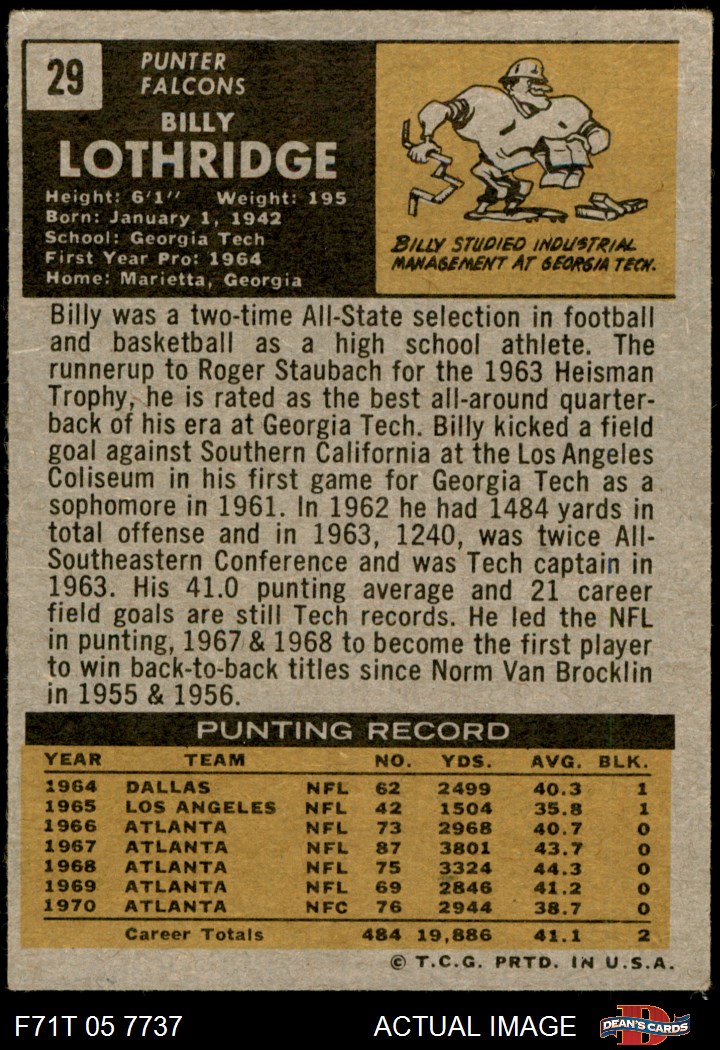 29
PUNTER
FALCONS
BILLY
LOTHRIDGE
Height: 6'1'' Weight: 195
Born: January 1, 1942
School: Georgia Tech
First Year Pro: 1964
Home: Marietta, Georgia
BILLY STUDIED INDUSTRIAL
MANAGEMENT AT GEORGIA TECH.
Billy was a two-time All-State selection in football
and basketball as a high school athlete. The
runnerup to Roger Staubach for the 1963 Heisman
Trophy, he is rated as the best all-around quarter-
back of his era at Georgia Tech. Billy kicked a field
goal against Southern California at the Los Angeles
Coliseum in his first game for Georgia Tech as a
sophomore in 1961. In 1962 he had 1484 yards in
total offense and in 1963, 1240, was twice All-
Southeastern Conference and was Tech captain in
1963. His 41.0 punting average and 21 career
field goals are still Tech records. He led the NFL
in punting, 1967 & 1968 to become the first player
to win back-to-back titles since Norm Van Brocklin
in 1955 & 1956.
PUNTING RECORD
YEAR TEAM NO. YDS. AVG. BLK.
1964 DALLAS NFL 62 2499 40.3 1
1965 LOS ANGELES NFL 42 1504 35.8 1
1966 ATLANTA NFL 73 2968 40.7 0
1967 ATLANTA NFL 87 3801 43.7 0
1968 ATLANTA NFL 75 3324 44.3 0
1969 ATLANTA NFL 69 2846 41.2 0
1970 ATLANTA NFC 76 2944 38.7 0
Career Totals 484 19,886 41.1 2
© T.C.G. PRTD. IN U.S.A.
F71T 05 7737 ACTUAL IMAGE D DEAN'S CARDS